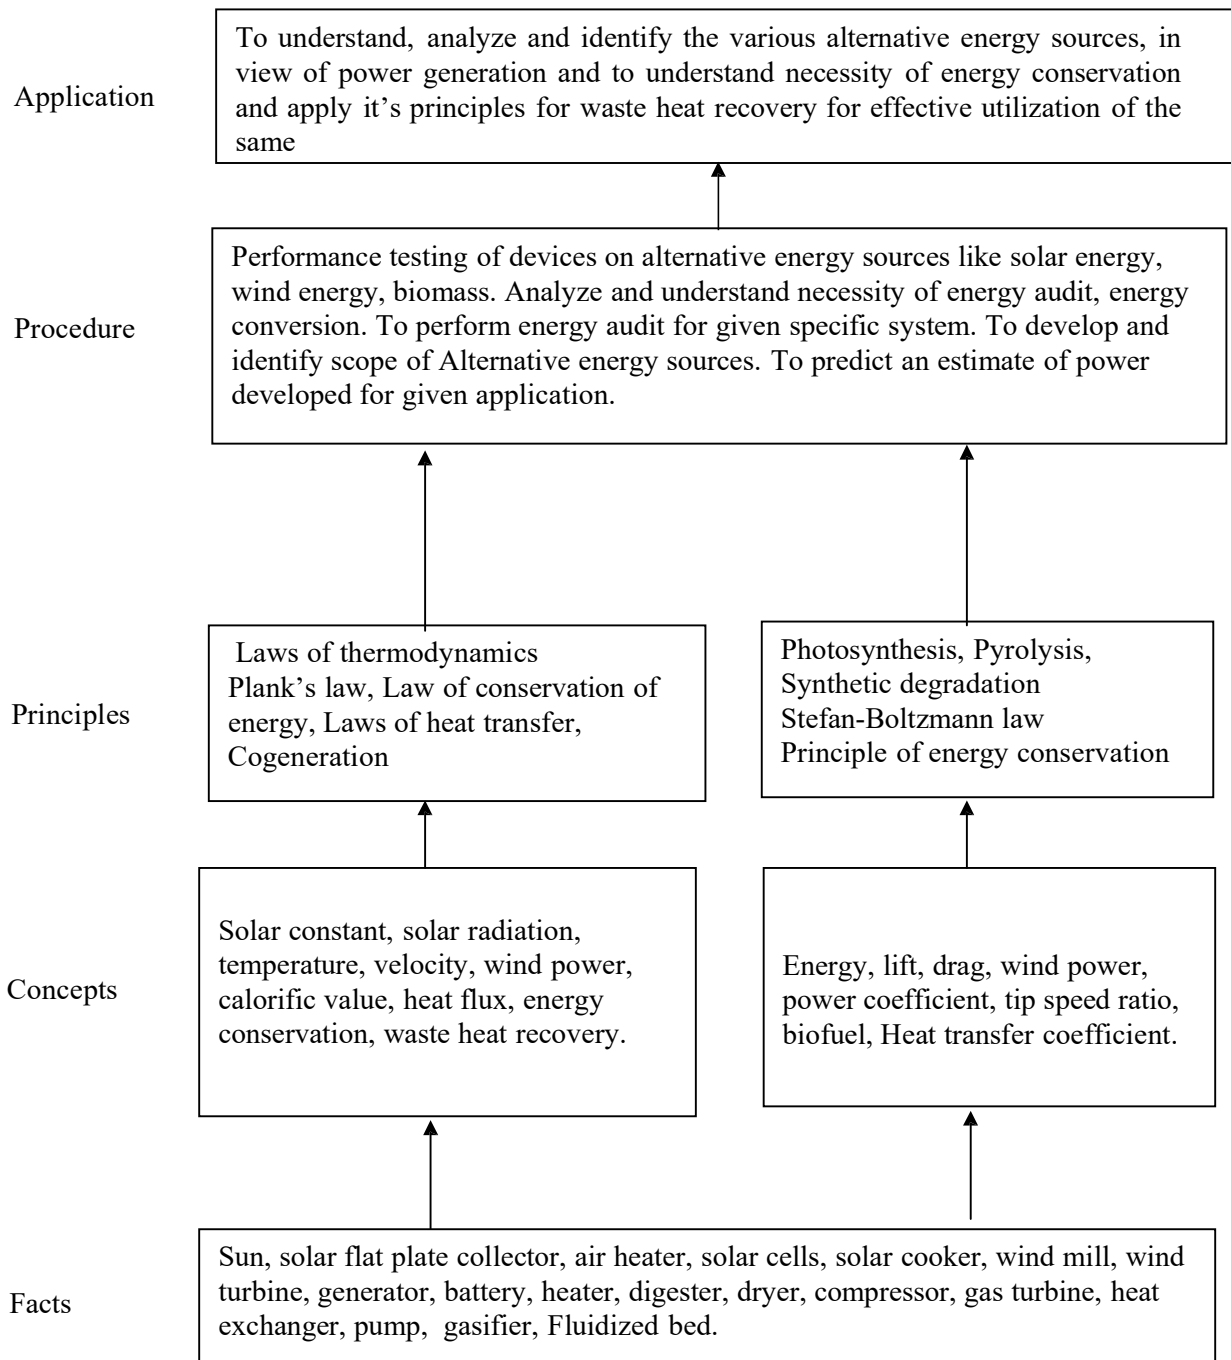 Application
To understand, analyze and identify the various alternative energy sources, in
view of power generation and to understand necessity of energy conservation
and apply it’s principles for waste heat recovery for effective utilization of the
same
Procedure
Performance testing of devices on alternative energy sources like solar energy,
wind energy, biomass. Analyze and understand necessity of energy audit, energy
conversion. To perform energy audit for given specific system. To develop and
identify scope of Alternative energy sources. To predict an estimate of power
developed for given application.
Principles
Laws of thermodynamics
Plank’s law, Law of conservation of
energy, Laws of heat transfer,
Cogeneration
Photosynthesis, Pyrolysis,
Synthetic degradation
Stefan-Boltzmann law
Principle of energy conservation
Concepts
Solar constant, solar radiation,
temperature, velocity, wind power,
calorific value, heat flux, energy
conservation, waste heat recovery.
Energy, lift, drag, wind power,
power coefficient, tip speed ratio,
biofuel, Heat transfer coefficient.
Facts
Sun, solar flat plate collector, air heater, solar cells, solar cooker, wind mill, wind
turbine, generator, battery, heater, digester, dryer, compressor, gas turbine, heat
exchanger, pump, gasifier, Fluidized bed.